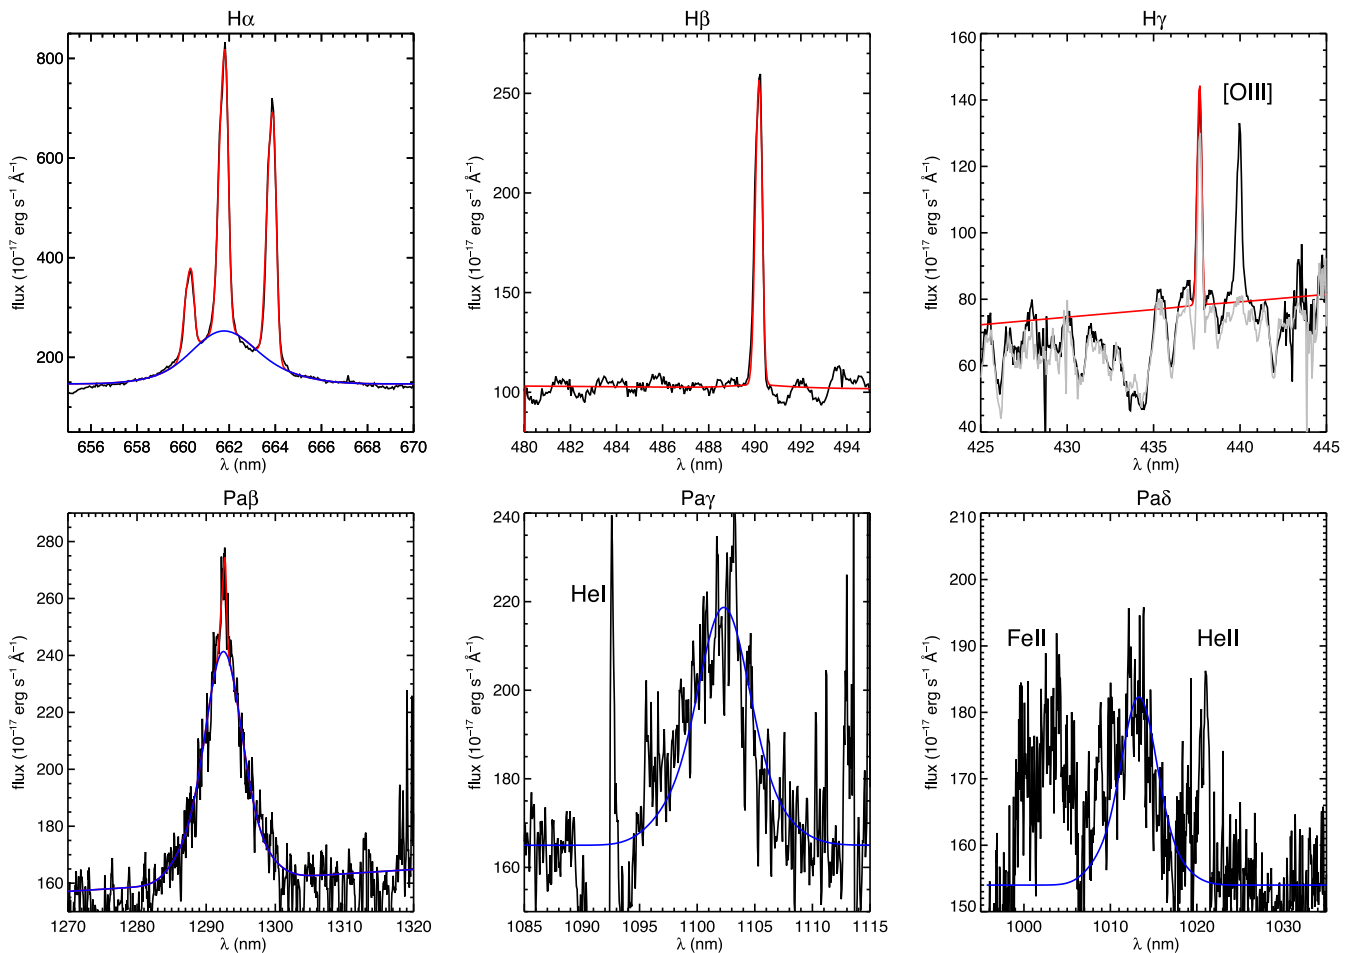 Hα
flux (10⁻¹⁷ erg s⁻¹ Å⁻¹)
800
600
400
200
656 658 660 662 664 666 668 670
λ (nm)
Hβ
flux (10⁻¹⁷ erg s⁻¹ Å⁻¹)
250
200
150
100
480 482 484 486 488 490 492 494
λ (nm)
Hγ
[OIII]
flux (10⁻¹⁷ erg s⁻¹ Å⁻¹)
160
140
120
100
80
60
40
425 430 435 440 445
λ (nm)
Paβ
flux (10⁻¹⁷ erg s⁻¹ Å⁻¹)
280
260
240
220
200
180
160
1270 1280 1290 1300 1310 1320
λ (nm)
Paγ
HeI
flux (10⁻¹⁷ erg s⁻¹ Å⁻¹)
240
220
200
180
160
1085 1090 1095 1100 1105 1110 1115
λ (nm)
Paδ
FeII HeII
flux (10⁻¹⁷ erg s⁻¹ Å⁻¹)
210
200
190
180
170
160
150
1000 1010 1020 1030
λ (nm)